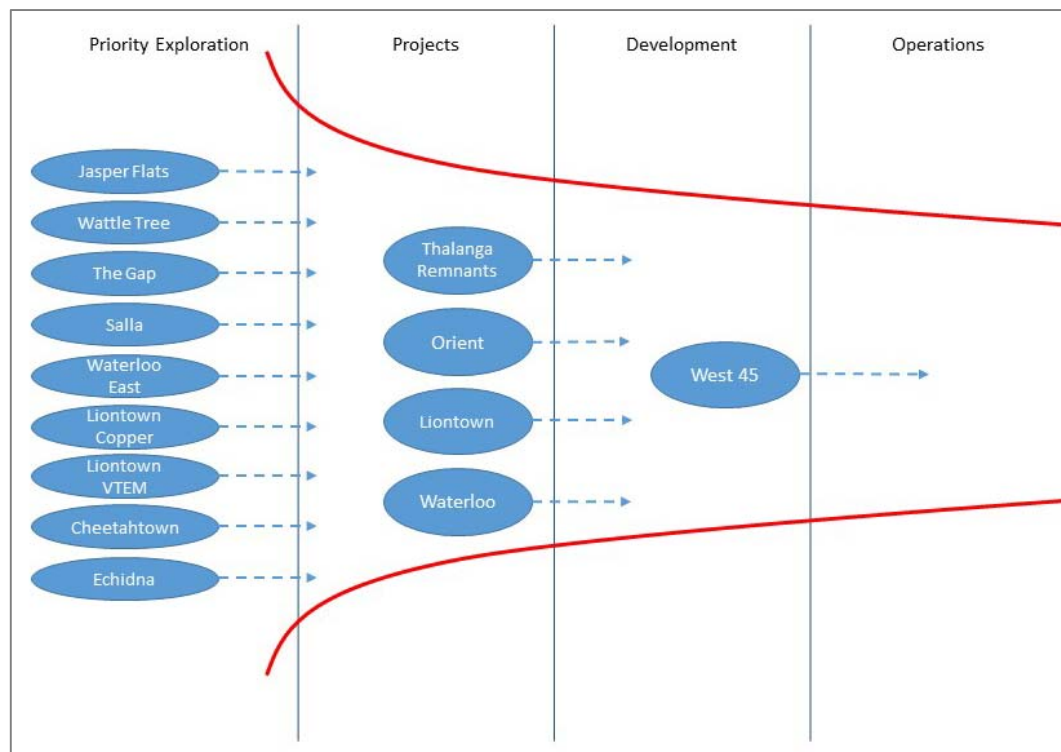 Priority Exploration
Projects
Development
Operations
Jasper Flats
Wattle Tree
The Gap
Salla
Waterloo
East
Liontown
Copper
Liontown
VTEM
Cheetahtown
Echidna
Thalanga
Remnants
Orient
Liontown
Waterloo
West 45